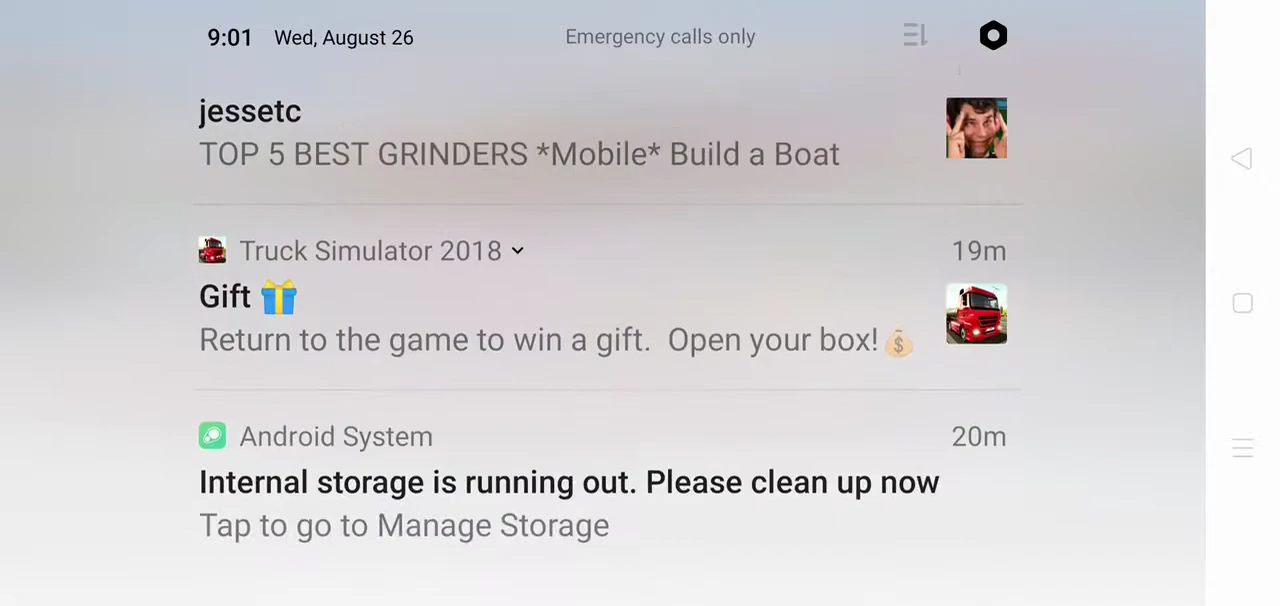 9:01 Wed, August 26 Emergency calls only
jessetc
TOP 5 BEST GRINDERS *Mobile* Build a Boat
Truck Simulator 2018 19m
Gift 🎁
Return to the game to win a gift. Open your box!💰
Android System 20m
Internal storage is running out. Please clean up now
Tap to go to Manage Storage